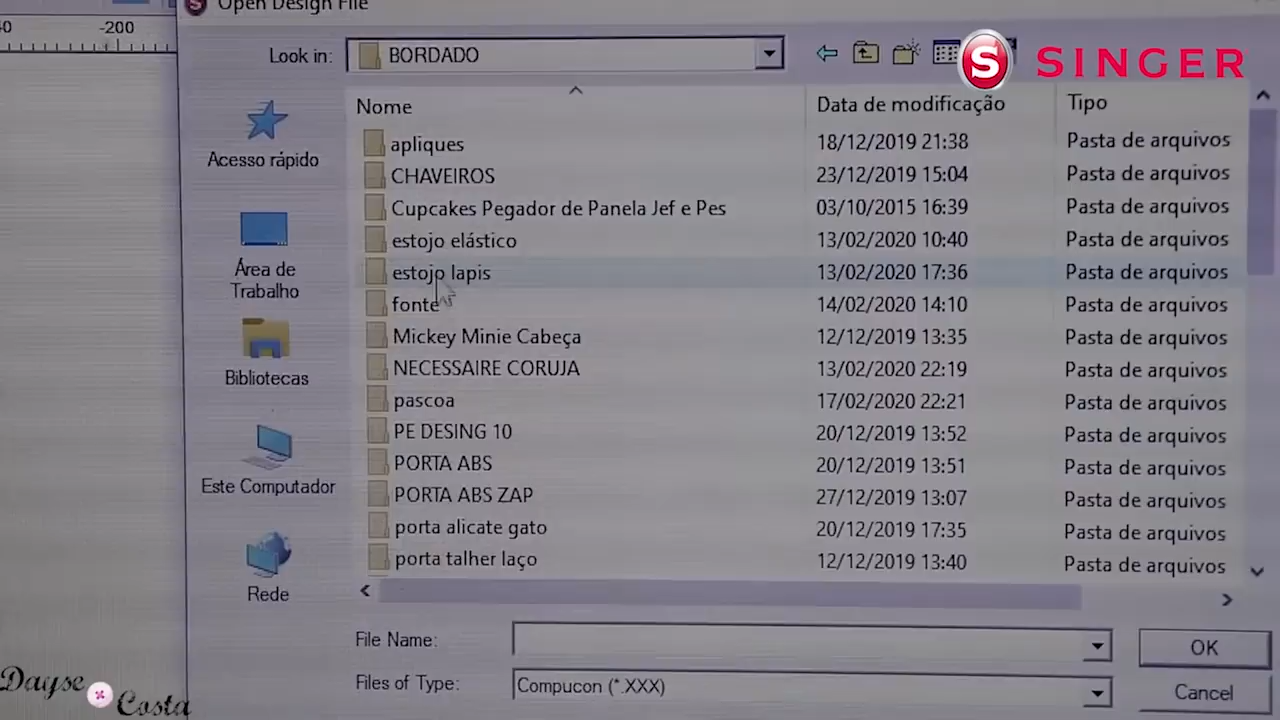 Open Design File
-200
Look in: BORDADO
SINGER
Nome Data de modificação Tipo
apliques 18/12/2019 21:38 Pasta de arquivos
CHAVEIROS 23/12/2019 15:04 Pasta de arquivos
Cupcakes Pegador de Panela Jef e Pes 03/10/2015 16:39 Pasta de arquivos
estojo elástico 13/02/2020 10:40 Pasta de arquivos
estojo lapis 13/02/2020 17:36 Pasta de arquivos
fonte 14/02/2020 14:10 Pasta de arquivos
Mickey Minie Cabeça 12/12/2019 13:35 Pasta de arquivos
NECESSAIRE CORUJA 13/02/2020 22:19 Pasta de arquivos
pascoa 17/02/2020 22:21 Pasta de arquivos
PE DESING 10 20/12/2019 13:52 Pasta de arquivos
PORTA ABS 20/12/2019 13:51 Pasta de arquivos
PORTA ABS ZAP 27/12/2019 13:07 Pasta de arquivos
porta alicate gato 20/12/2019 17:35 Pasta de arquivos
porta talher laço 12/12/2019 13:40 Pasta de arquivos
Acesso rápido
Área de
Trabalho
Bibliotecas
Este Computador
Rede
File Name:
OK
Files of Type: Compucon (*.XXX)
Cancel
Dayse
Costa